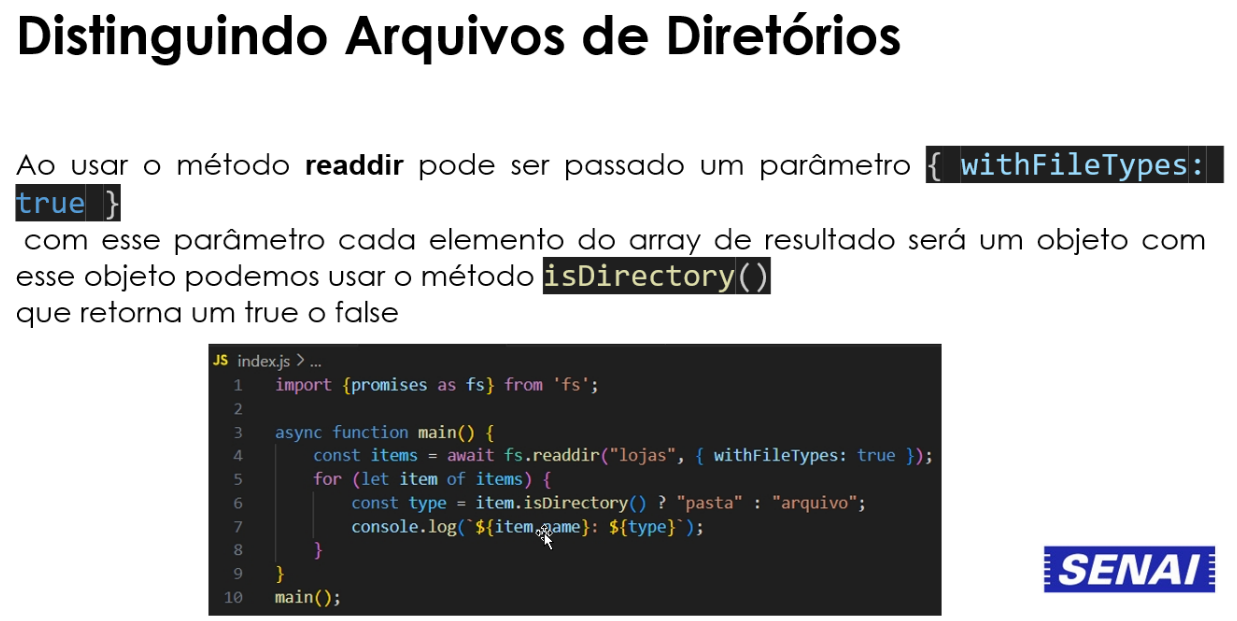 Distinguindo Arquivos de Diretórios
Ao usar o método readdir pode ser passado um parâmetro { withFileTypes:
true }
com esse parâmetro cada elemento do array de resultado será um objeto com
esse objeto podemos usar o método isDirectory()
que retorna um true o false
JS index.js > ...
1 import {promises as fs} from 'fs';
2
3 async function main() {
4 const items = await fs.readdir("lojas", { withFileTypes: true });
5 for (let item of items) {
6 const type = item.isDirectory() ? "pasta" : "arquivo";
7 console.log(`${item.name}: ${type}`);
8 }
9 }
10 main();
SENAI